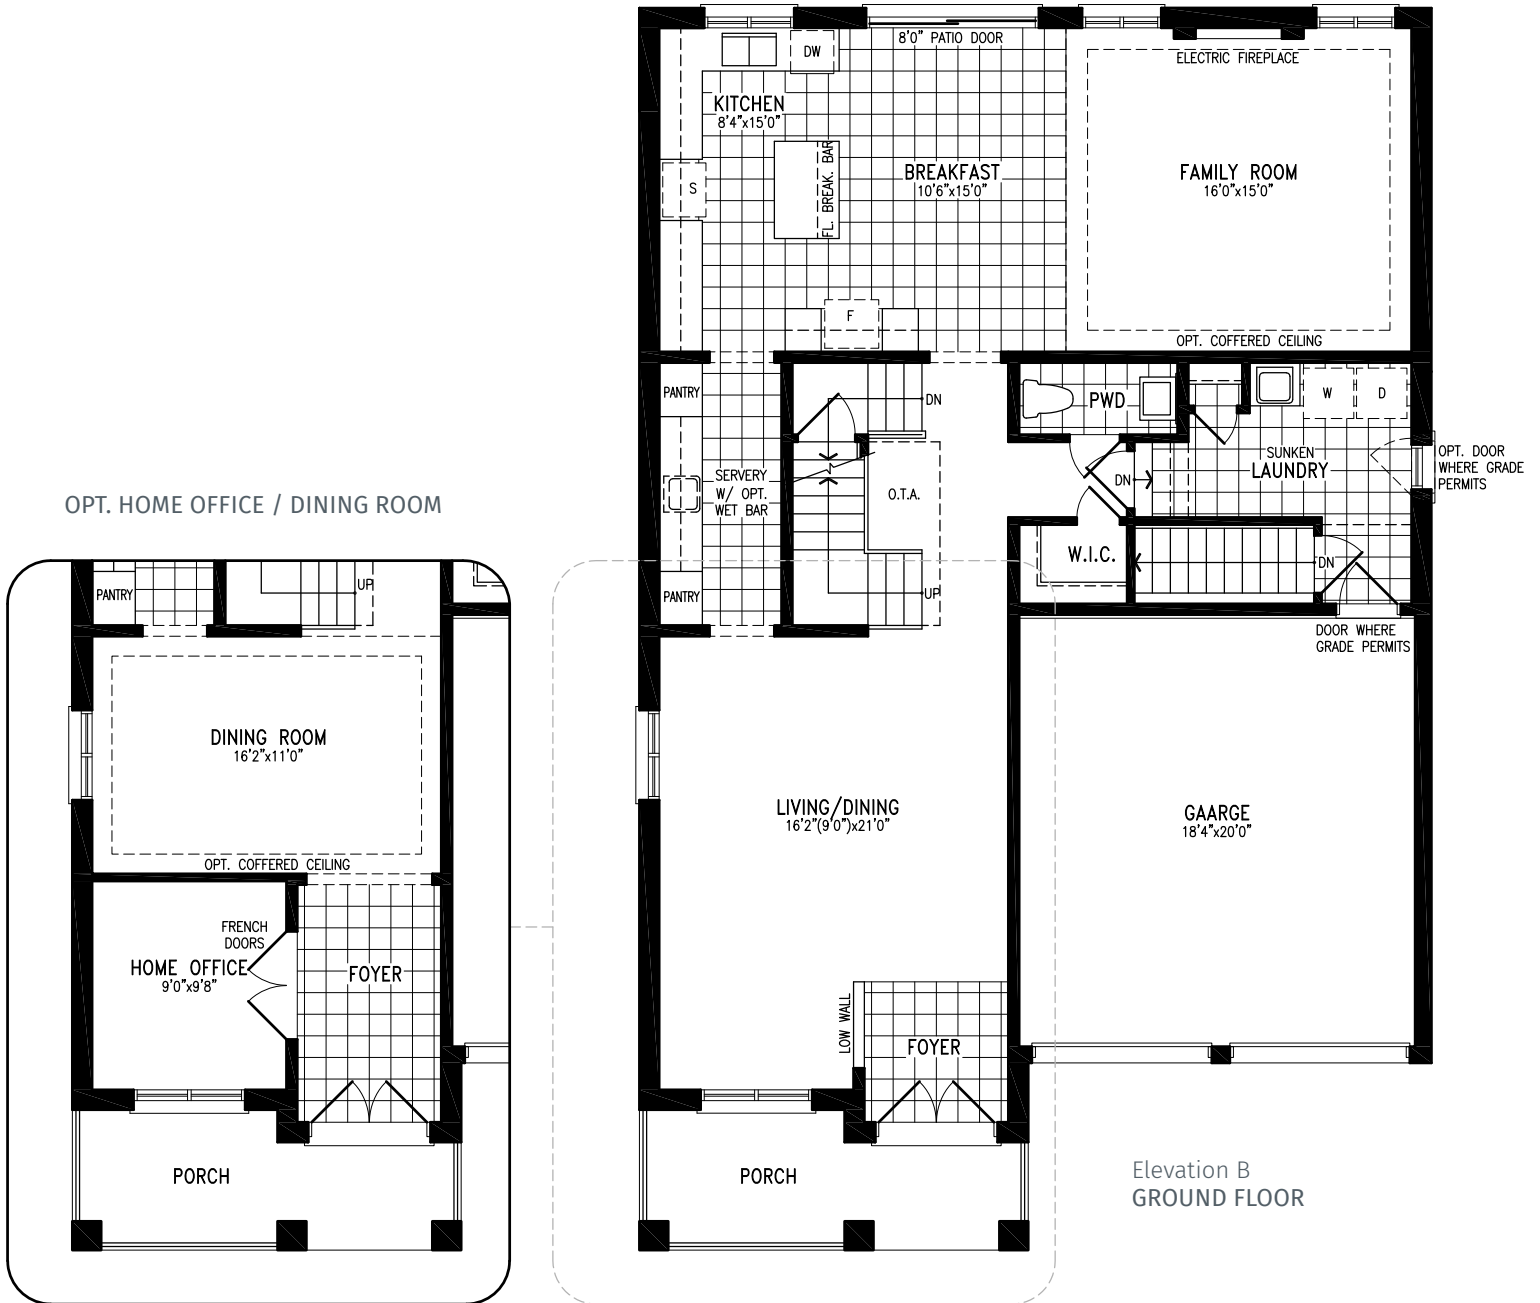 8'0" PATIO DOOR
DW
ELECTRIC FIREPLACE
KITCHEN
8'4"x15'0"
S
FL. BREAK. BAR
BREAKFAST
10'6"x15'0"
FAMILY ROOM
16'0"x15'0"
F
OPT. COFFERED CEILING
PANTRY
DN
PWD
W
D
SUNKEN
LAUNDRY
DN
OPT. DOOR
WHERE GRADE
PERMITS
SERVERY
W/ OPT.
WET BAR
O.T.A.
W.I.C.
DN
PANTRY
UP
DOOR WHERE
GRADE PERMITS
LIVING/DINING
16'2"(9'0")x21'0"
GAARGE
18'4"x20'0"
LOW WALL
FOYER
PORCH
Elevation B
GROUND FLOOR
OPT. HOME OFFICE / DINING ROOM
PANTRY
UP
DINING ROOM
16'2"x11'0"
OPT. COFFERED CEILING
FRENCH
DOORS
HOME OFFICE
9'0"x9'8"
FOYER
PORCH